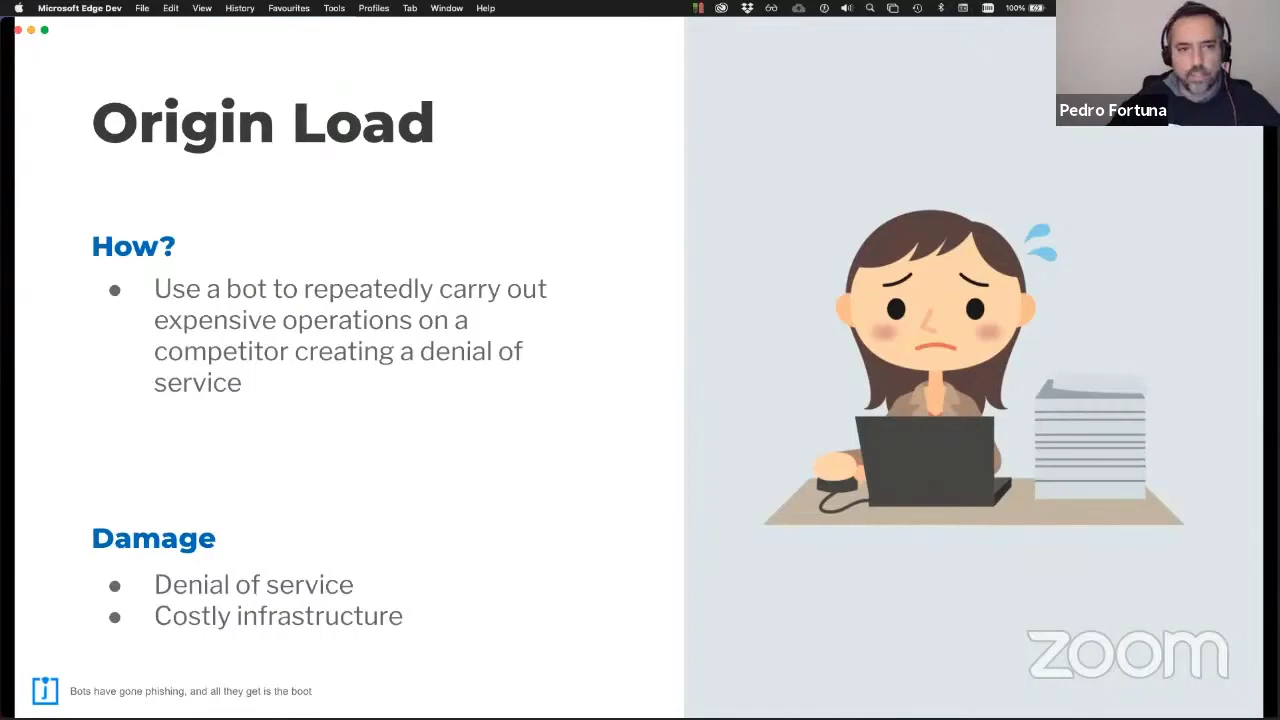 Microsoft Edge Dev File Edit View History Favourites Tools Profiles Tab Window Help 100%
Pedro Fortuna
Origin Load
How?
● Use a bot to repeatedly carry out
expensive operations on a
competitor creating a denial of
service
Damage
● Denial of service
● Costly infrastructure
zoom
j Bots have gone phishing, and all they get is the boot